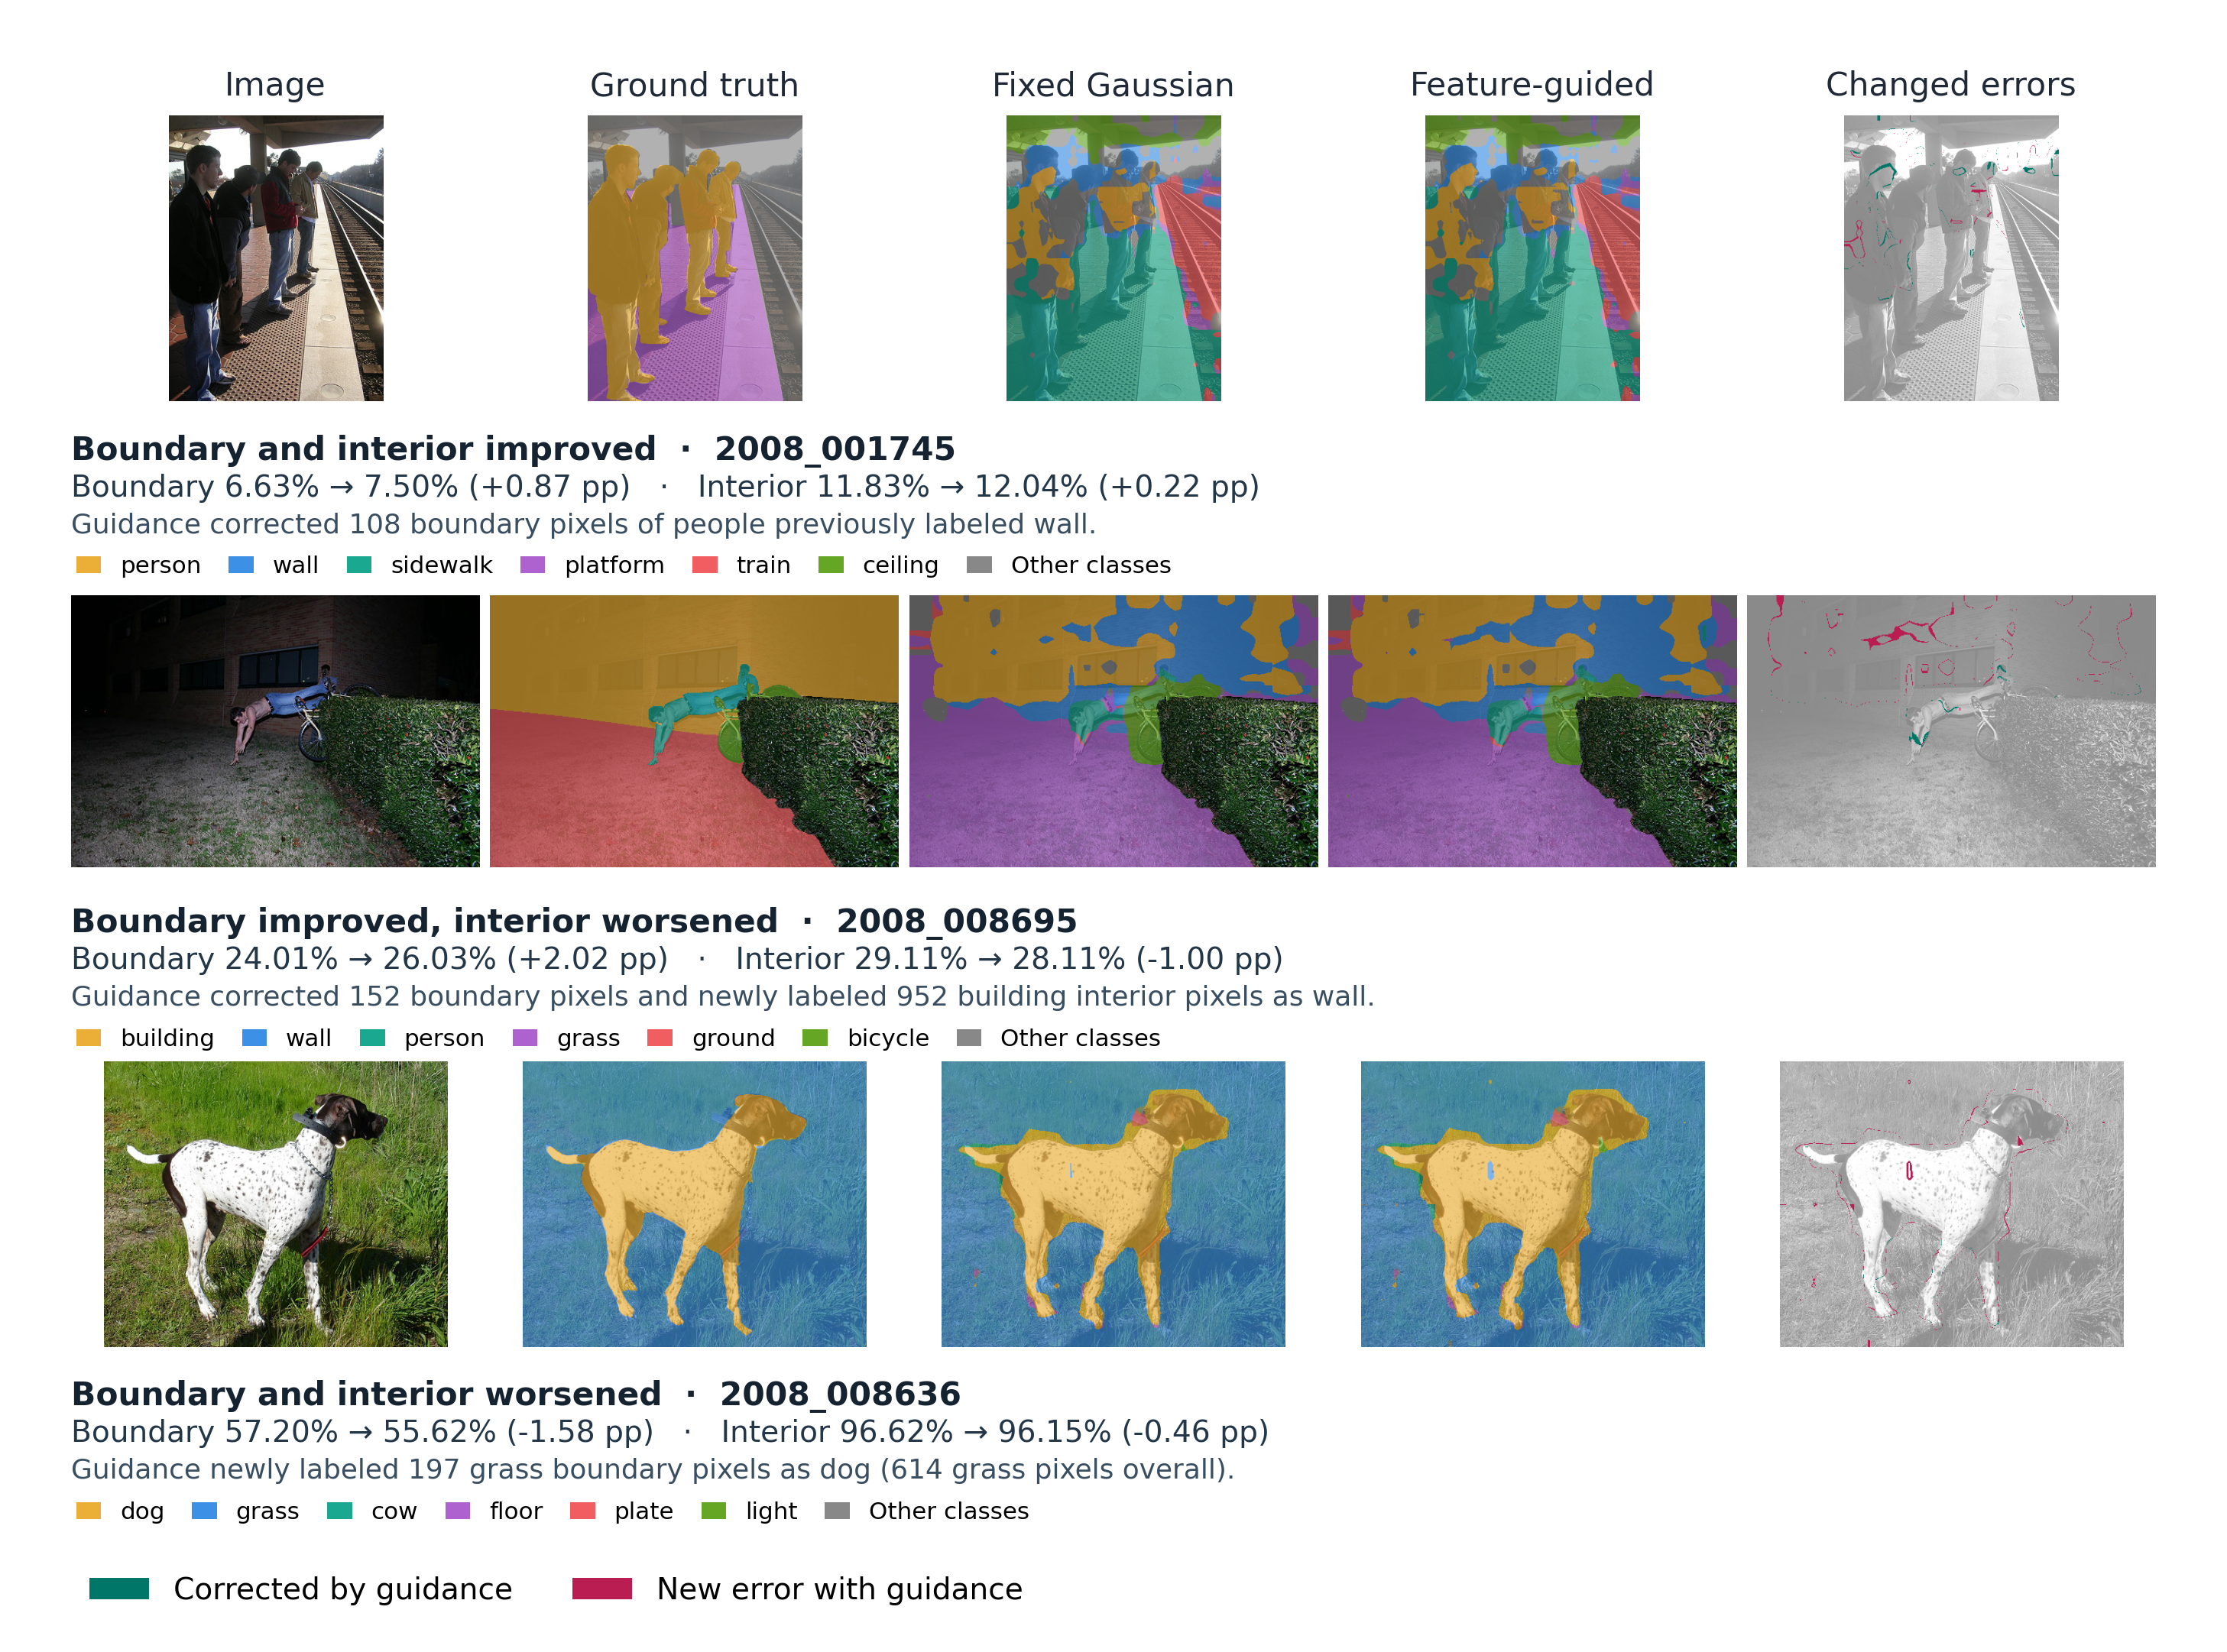 Image Ground truth Fixed Gaussian Feature-guided Changed errors
Boundary and interior improved · 2008_001745
Boundary 6.63% → 7.50% (+0.87 pp) · Interior 11.83% → 12.04% (+0.22 pp)
Guidance corrected 108 boundary pixels of people previously labeled wall.
person wall sidewalk platform train ceiling Other classes
Boundary improved, interior worsened · 2008_008695
Boundary 24.01% → 26.03% (+2.02 pp) · Interior 29.11% → 28.11% (-1.00 pp)
Guidance corrected 152 boundary pixels and newly labeled 952 building interior pixels as wall.
building wall person grass ground bicycle Other classes
Boundary and interior worsened · 2008_008636
Boundary 57.20% → 55.62% (-1.58 pp) · Interior 96.62% → 96.15% (-0.46 pp)
Guidance newly labeled 197 grass boundary pixels as dog (614 grass pixels overall).
dog grass cow floor plate light Other classes
Corrected by guidance New error with guidance